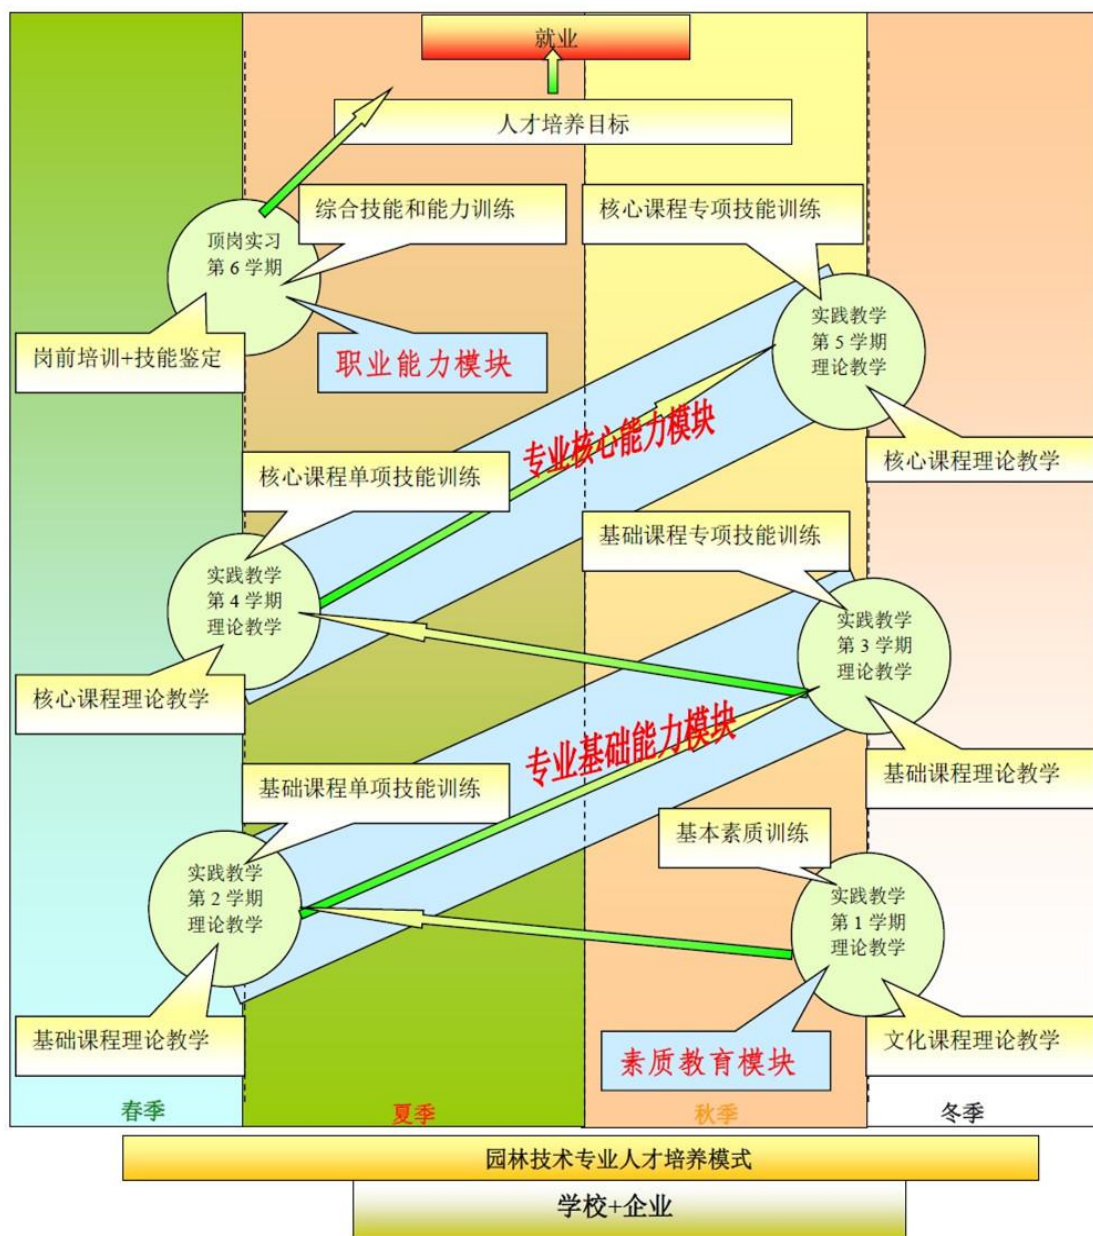 就业
人才培养目标
综合技能和能力训练
核心课程专项技能训练
顶岗实习
第 6 学期
岗前培训+技能鉴定
职业能力模块
实践教学
第 5 学期
理论教学
专业核心能力模块
核心课程单项技能训练
核心课程理论教学
基础课程专项技能训练
实践教学
第 4 学期
理论教学
实践教学
第 3 学期
理论教学
核心课程理论教学
专业基础能力模块
基础课程单项技能训练
基础课程理论教学
基本素质训练
实践教学
第 2 学期
理论教学
实践教学
第 1 学期
理论教学
基础课程理论教学
素质教育模块
文化课程理论教学
春季
夏季
秋季
冬季
园林技术专业人才培养模式
学校+企业